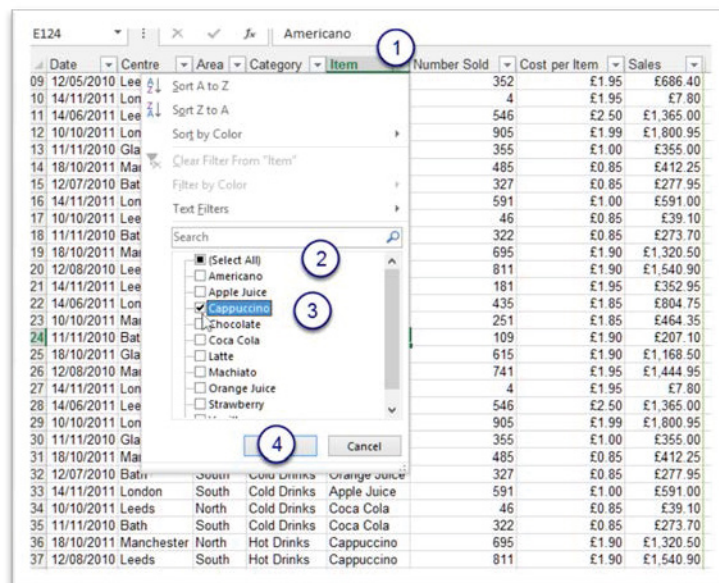 E124 fx Americano
1
Date Centre Area Category Item Number Sold Cost per Item Sales
09 12/05/2010 Lee 352 £1.95 £686.40
10 14/11/2010 Lon 4 £1.95 £7.80
11 14/06/2011 Lee 546 £2.50 £1,365.00
12 10/10/2011 Lon 905 £1.99 £1,800.95
13 11/11/2010 Gla 355 £1.00 £355.00
14 18/10/2011 Mar 485 £0.85 £412.25
15 12/07/2010 Bat 327 £0.85 £277.95
16 14/11/2011 Lon 591 £1.00 £591.00
17 10/10/2011 Lee 46 £0.85 £39.10
18 11/11/2010 Bat 322 £0.85 £273.70
19 18/10/2011 Mar 695 £1.90 £1,320.50
20 12/08/2010 Lee 811 £1.90 £1,540.90
21 14/11/2011 Lee 181 £1.95 £352.95
22 14/06/2011 Lon 435 £1.85 £804.75
23 10/10/2011 Mar 251 £1.85 £464.35
24 11/11/2010 Bat 109 £1.90 £207.10
25 18/10/2011 Gla 615 £1.90 £1,168.50
26 12/08/2010 Mar 741 £1.95 £1,444.95
27 14/11/2011 Lon 4 £1.95 £7.80
28 14/06/2011 Lee 546 £2.50 £1,365.00
29 10/10/2011 Lon 905 £1.99 £1,800.95
30 11/11/2010 Gla 355 £1.00 £355.00
31 18/10/2011 Mar 485 £0.85 £412.25
32 12/07/2010 Bath South Cold Drinks Orange Juice 327 £0.85 £277.95
33 14/11/2011 London South Cold Drinks Apple Juice 591 £1.00 £591.00
34 10/10/2011 Leeds North Cold Drinks Coca Cola 46 £0.85 £39.10
35 11/11/2010 Bath South Cold Drinks Coca Cola 322 £0.85 £273.70
36 18/10/2011 Manchester North Hot Drinks Cappuccino 695 £1.90 £1,320.50
37 12/08/2010 Leeds South Hot Drinks Cappuccino 811 £1.90 £1,540.90
Sort A to Z
Sort Z to A
Sort by Color
Clear Filter From "Item"
Filter by Color
Text Filters
Search
(Select All)
2
Americano
Apple Juice
Cappuccino
3
Chocolate
Coca Cola
Latte
Machiato
Orange Juice
Strawberry
4
Cancel